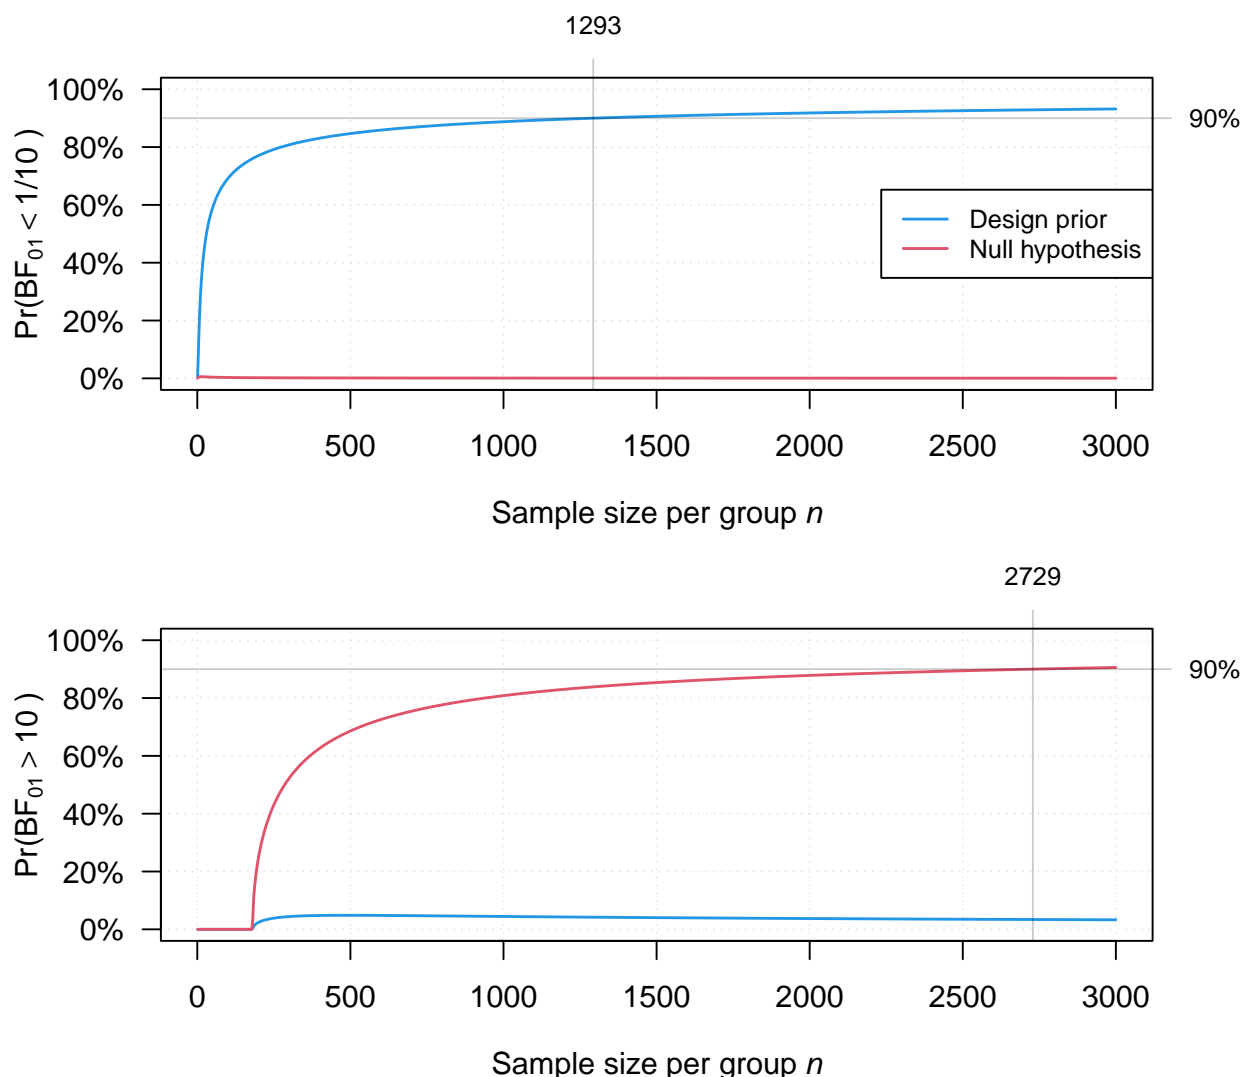 1293
100%
80%
60%
40%
20%
0%
90%
Pr(BF01 < 1/10 )
Design prior
Null hypothesis
0 500 1000 1500 2000 2500 3000
Sample size per group n
2729
100%
80%
60%
40%
20%
0%
90%
Pr(BF01 > 10 )
0 500 1000 1500 2000 2500 3000
Sample size per group n